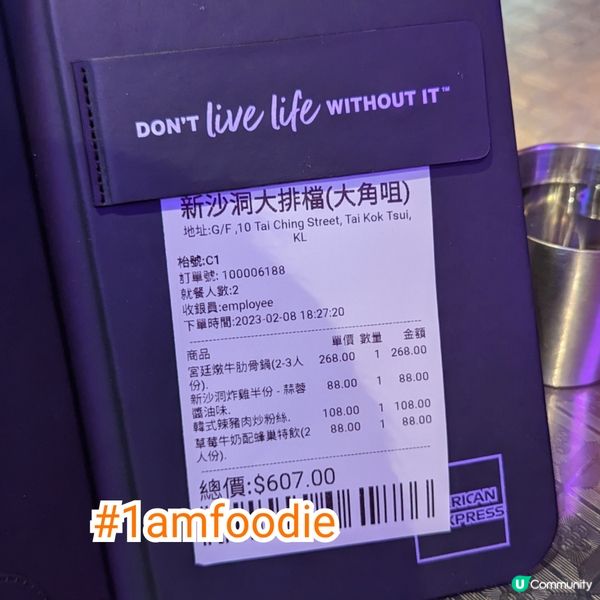 DON'T live life WITHOUT IT™
新沙洞大排檔(大角咀)
地址:G/F ,10 Tai Ching Street, Tai Kok Tsui,
KL
枱號:C1
訂單號: 100006188
就餐人數:2
收銀員:employee
下單時間:2023-02-08 18:27:20
商品 單價 數量 金額
宮廷燉牛肋骨鍋(2-3人 268.00 1 268.00
份).
新沙洞炸雞半份 - 蒜蓉 88.00 1 88.00
醬油味.
韓式辣豬肉炒粉絲. 108.00 1 108.00
草莓牛奶配蜂巢特飲(2 88.00 1 88.00
人份).
總價:$607.00
#1amfoodie
RICAN
XPRESS
U Community